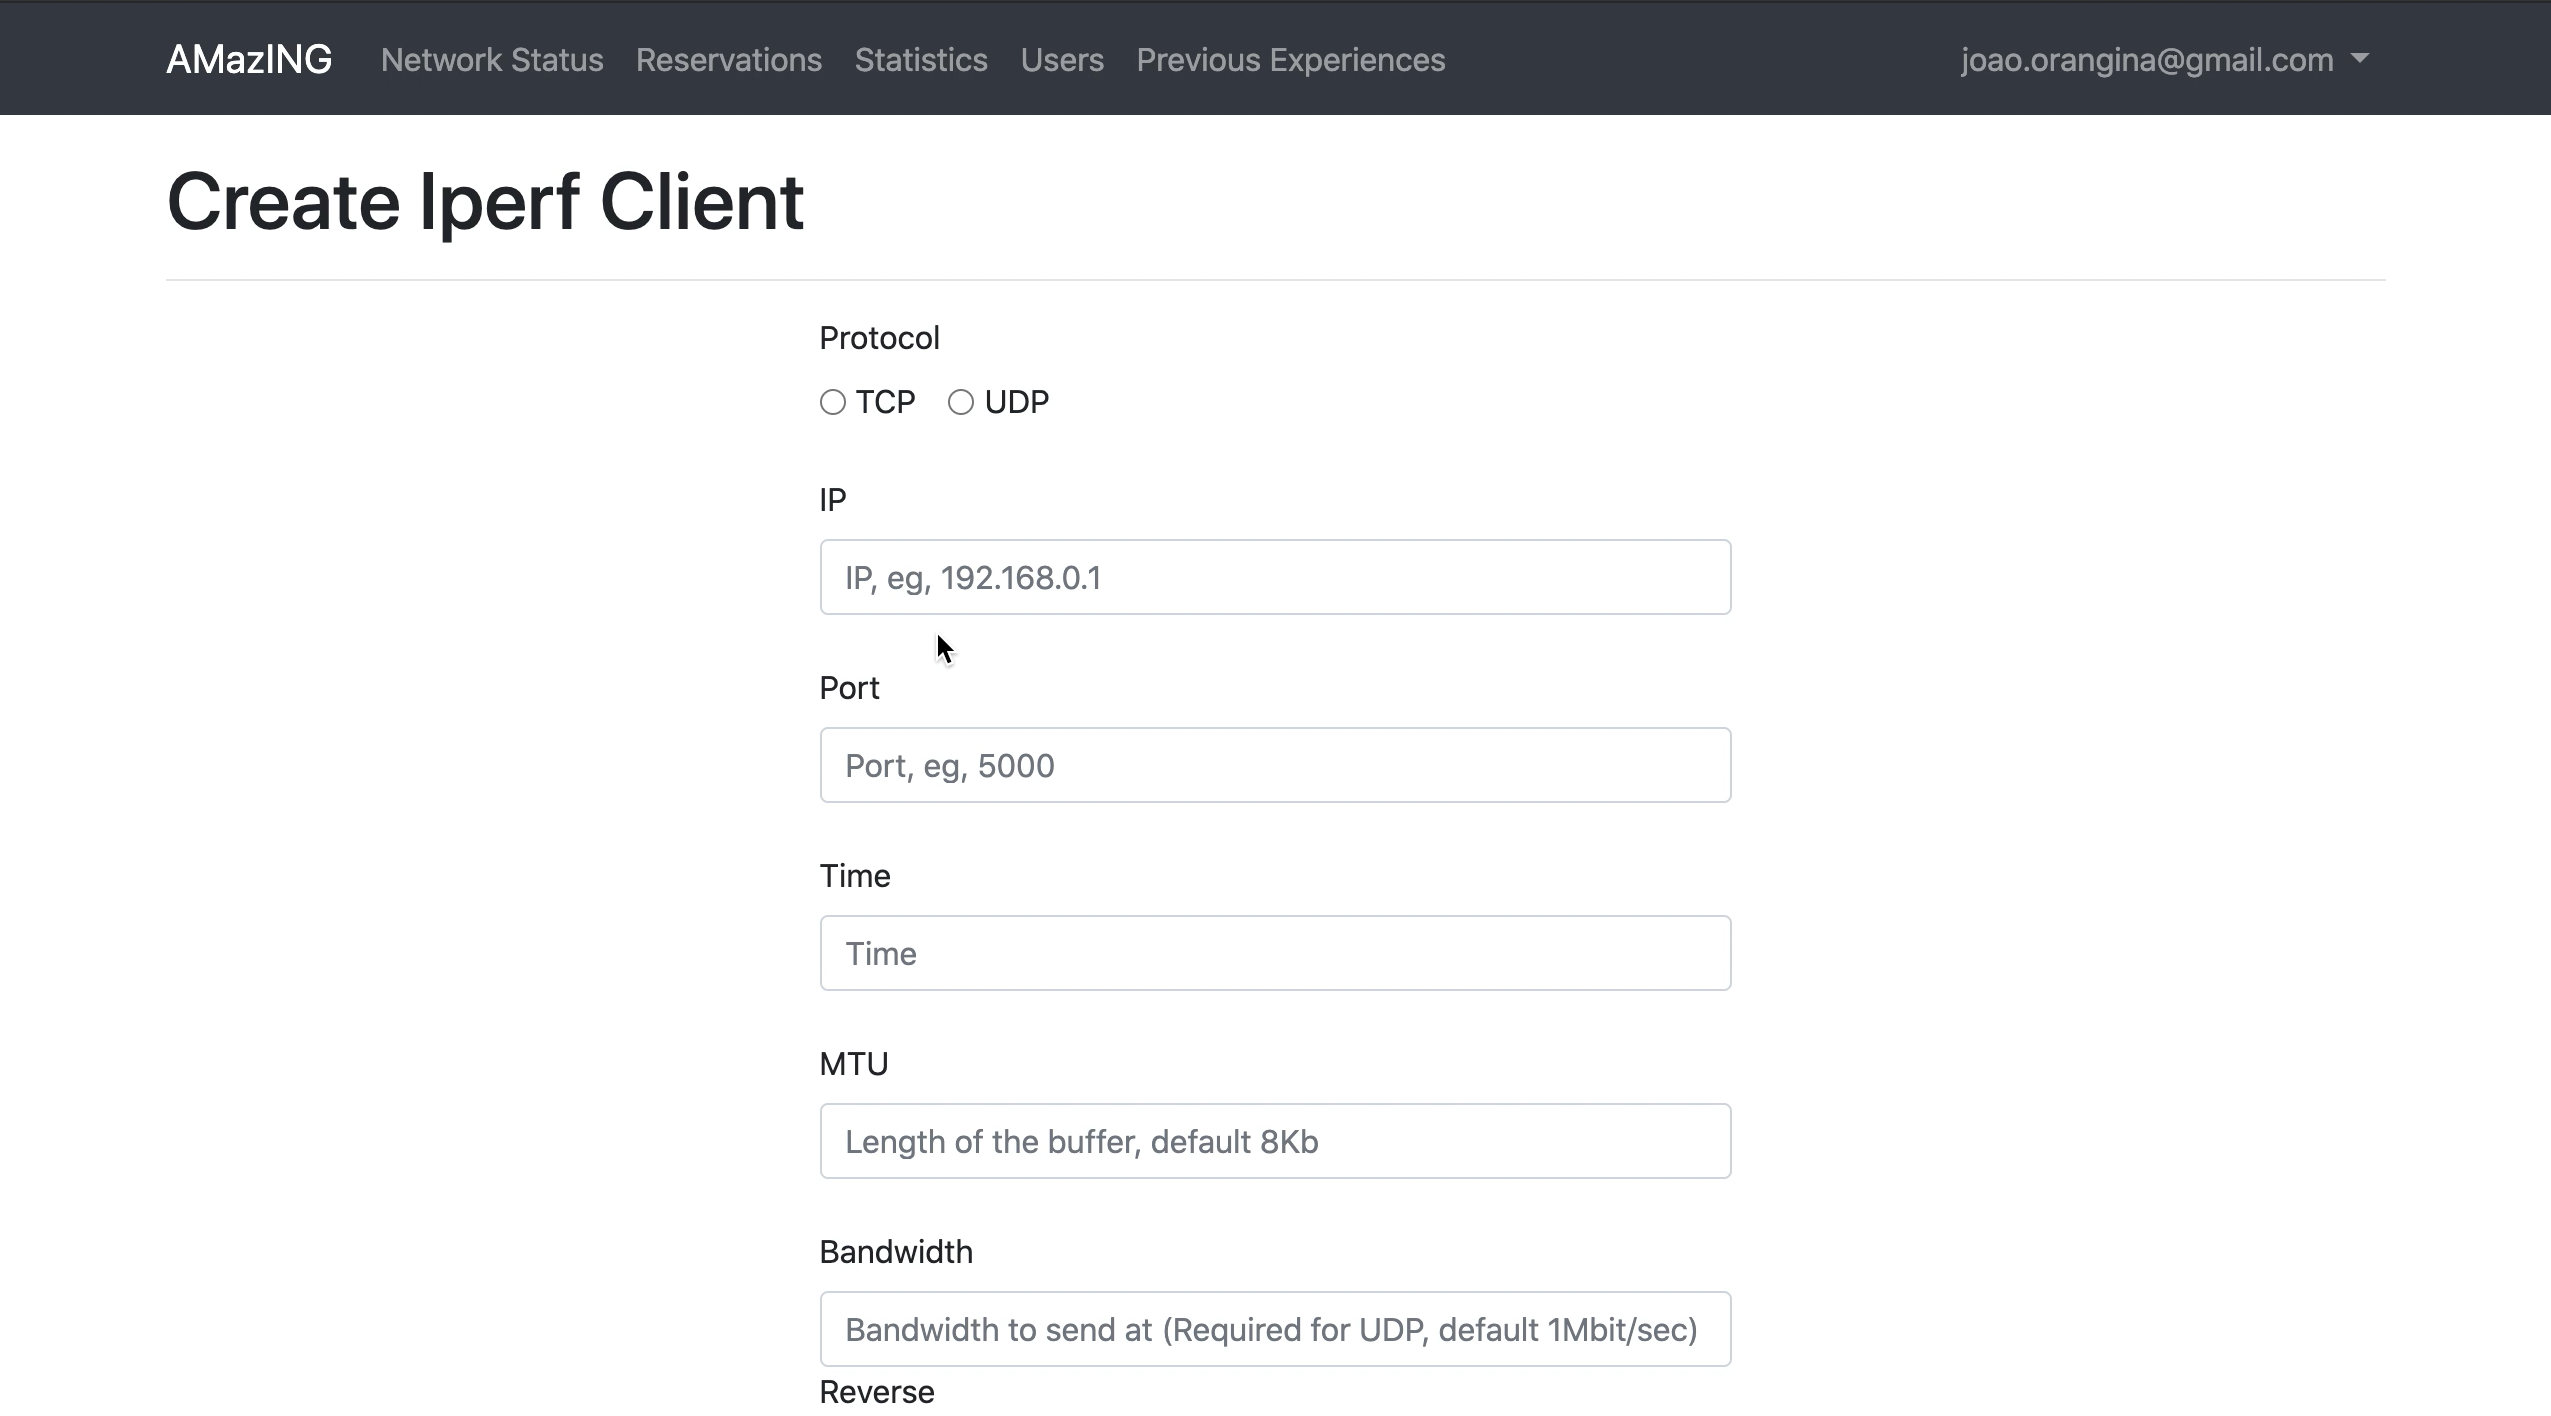 AMazING Network Status Reservations Statistics Users Previous Experiences joao.orangina@gmail.com
Create Iperf Client
Protocol
TCP UDP
IP
IP, eg, 192.168.0.1
Port
Port, eg, 5000
Time
Time
MTU
Length of the buffer, default 8Kb
Bandwidth
Bandwidth to send at (Required for UDP, default 1Mbit/sec)
Reverse